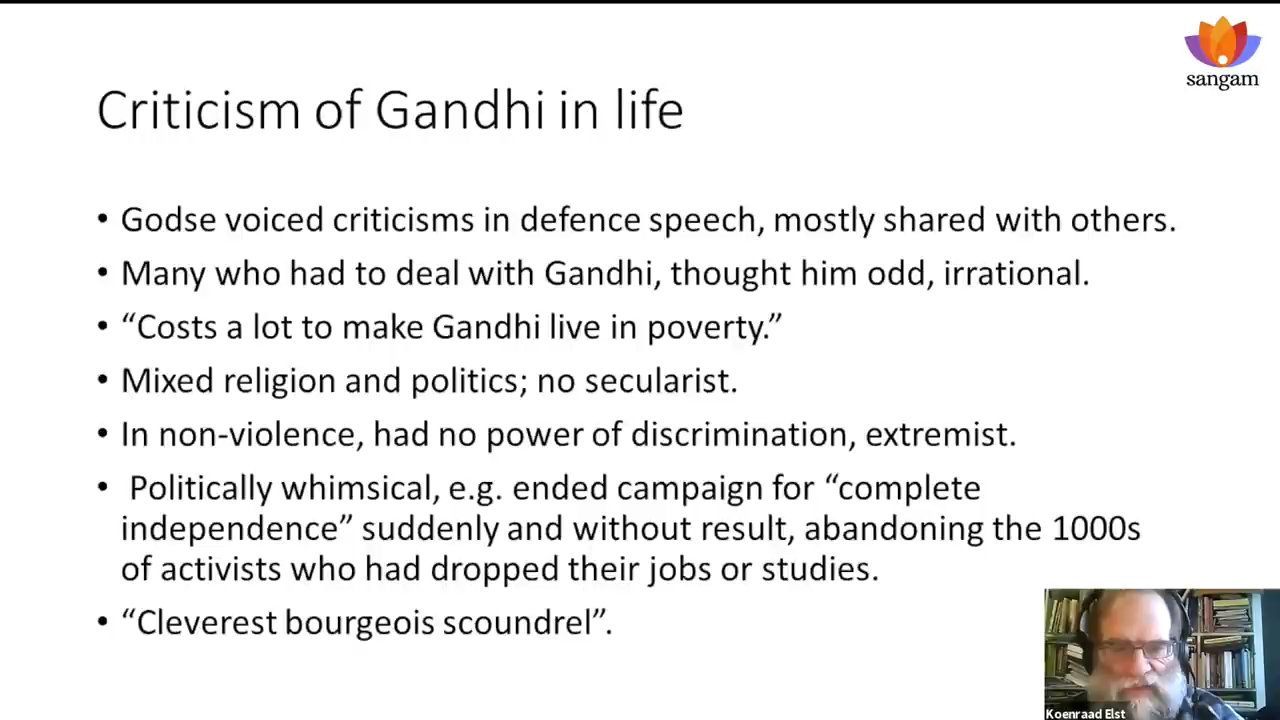 sangam
Criticism of Gandhi in life
• Godse voiced criticisms in defence speech, mostly shared with others.
• Many who had to deal with Gandhi, thought him odd, irrational.
• “Costs a lot to make Gandhi live in poverty.”
• Mixed religion and politics; no secularist.
• In non-violence, had no power of discrimination, extremist.
• Politically whimsical, e.g. ended campaign for “complete
independence” suddenly and without result, abandoning the 1000s
of activists who had dropped their jobs or studies.
• “Cleverest bourgeois scoundrel”.
Koenraad Elst